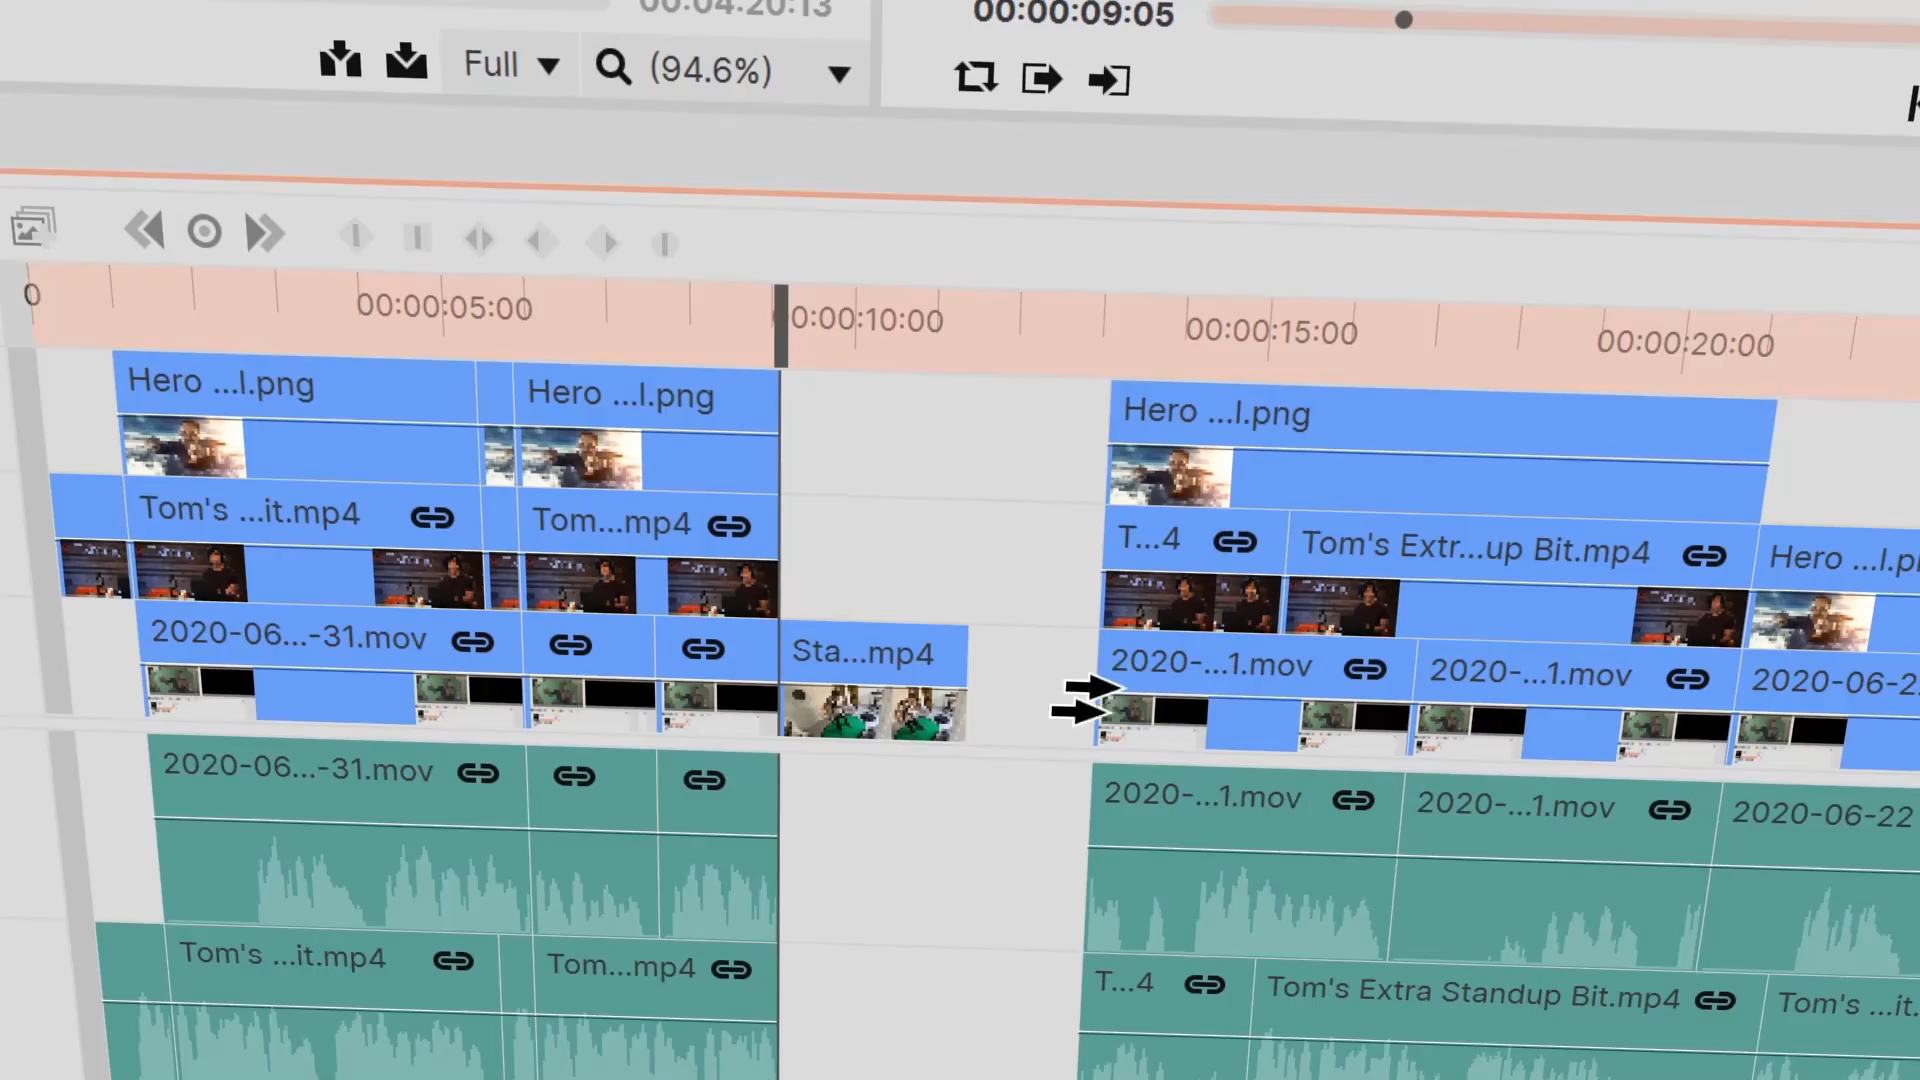 00:04:20:13
00:00:09:05
Full
(94.6%)
0
00:00:05:00
0:00:10:00
00:00:15:00
00:00:20:00
Hero ...l.png
Hero ...l.png
Hero ...l.png
Tom's ...it.mp4
Tom...mp4
T...4
Tom's Extr...up Bit.mp4
Hero ...l.p
2020-06...-31.mov
Sta...mp4
2020-...1.mov
2020-...1.mov
2020-06-2
2020-06...-31.mov
2020-...1.mov
2020-...1.mov
2020-06-22
Tom's ...it.mp4
Tom...mp4
T...4
Tom's Extra Standup Bit.mp4
Tom's ...it.